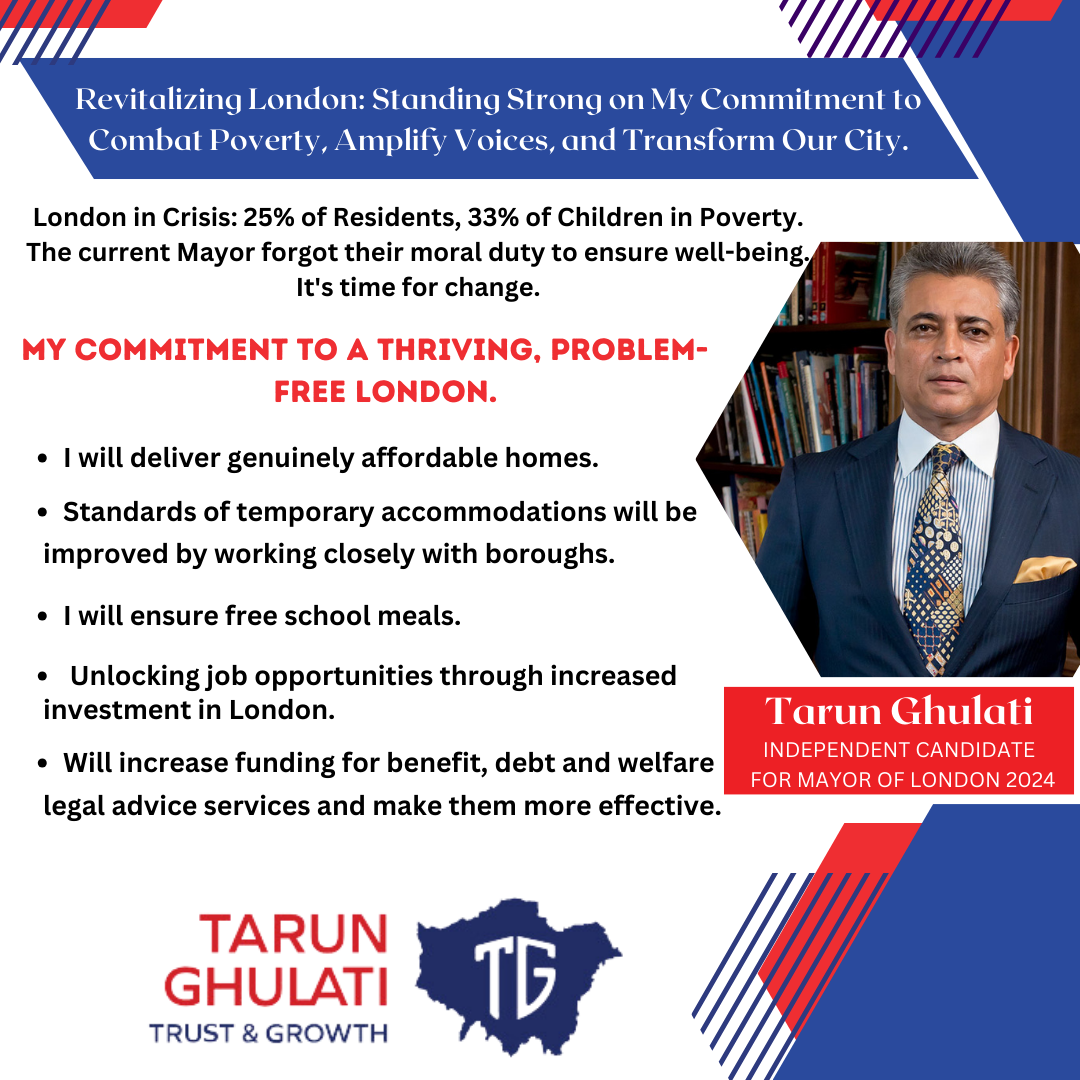 Revitalizing London: Standing Strong on My Commitment to
Combat Poverty, Amplify Voices, and Transform Our City.
London in Crisis: 25% of Residents, 33% of Children in Poverty.
The current Mayor forgot their moral duty to ensure well-being.
It's time for change.
MY COMMITMENT TO A THRIVING, PROBLEM-
FREE LONDON.
• I will deliver genuinely affordable homes.
• Standards of temporary accommodations will be
improved by working closely with boroughs.
• I will ensure free school meals.
• Unlocking job opportunities through increased
investment in London.
• Will increase funding for benefit, debt and welfare
legal advice services and make them more effective.
Tarun Ghulati
INDEPENDENT CANDIDATE
FOR MAYOR OF LONDON 2024
TARUN
GHULATI
TRUST & GROWTH
TG